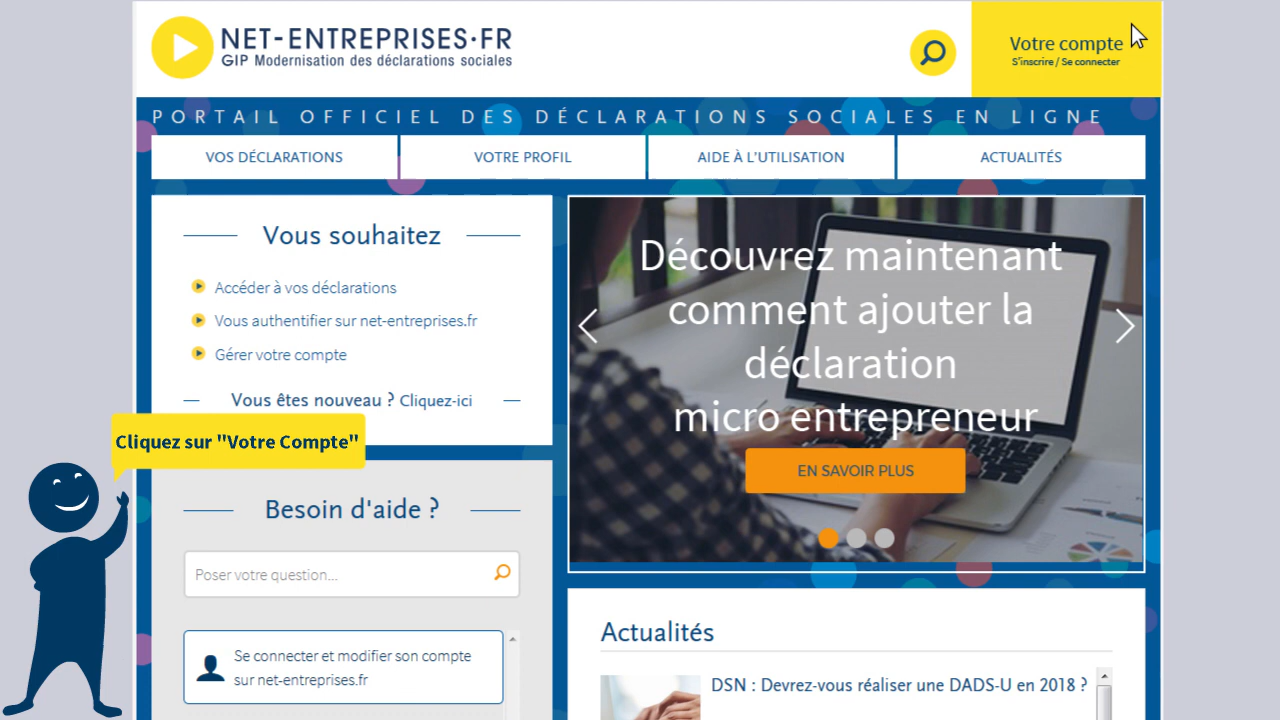 NET-ENTREPRISES·FR
GIP Modernisation des déclarations sociales
Votre compte
S'inscrire / Se connecter
PORTAIL OFFICIEL DES DÉCLARATIONS SOCIALES EN LIGNE
VOS DÉCLARATIONS
VOTRE PROFIL
AIDE À L'UTILISATION
ACTUALITÉS
Vous souhaitez
Accéder à vos déclarations
Vous authentifier sur net-entreprises.fr
Gérer votre compte
Vous êtes nouveau ? Cliquez-ici
Cliquez sur "Votre Compte"
Besoin d'aide ?
Poser votre question...
Se connecter et modifier son compte
sur net-entreprises.fr
Découvrez maintenant
comment ajouter la
déclaration
micro entrepreneur
EN SAVOIR PLUS
Actualités
DSN : Devrez-vous réaliser une DADS-U en 2018 ?